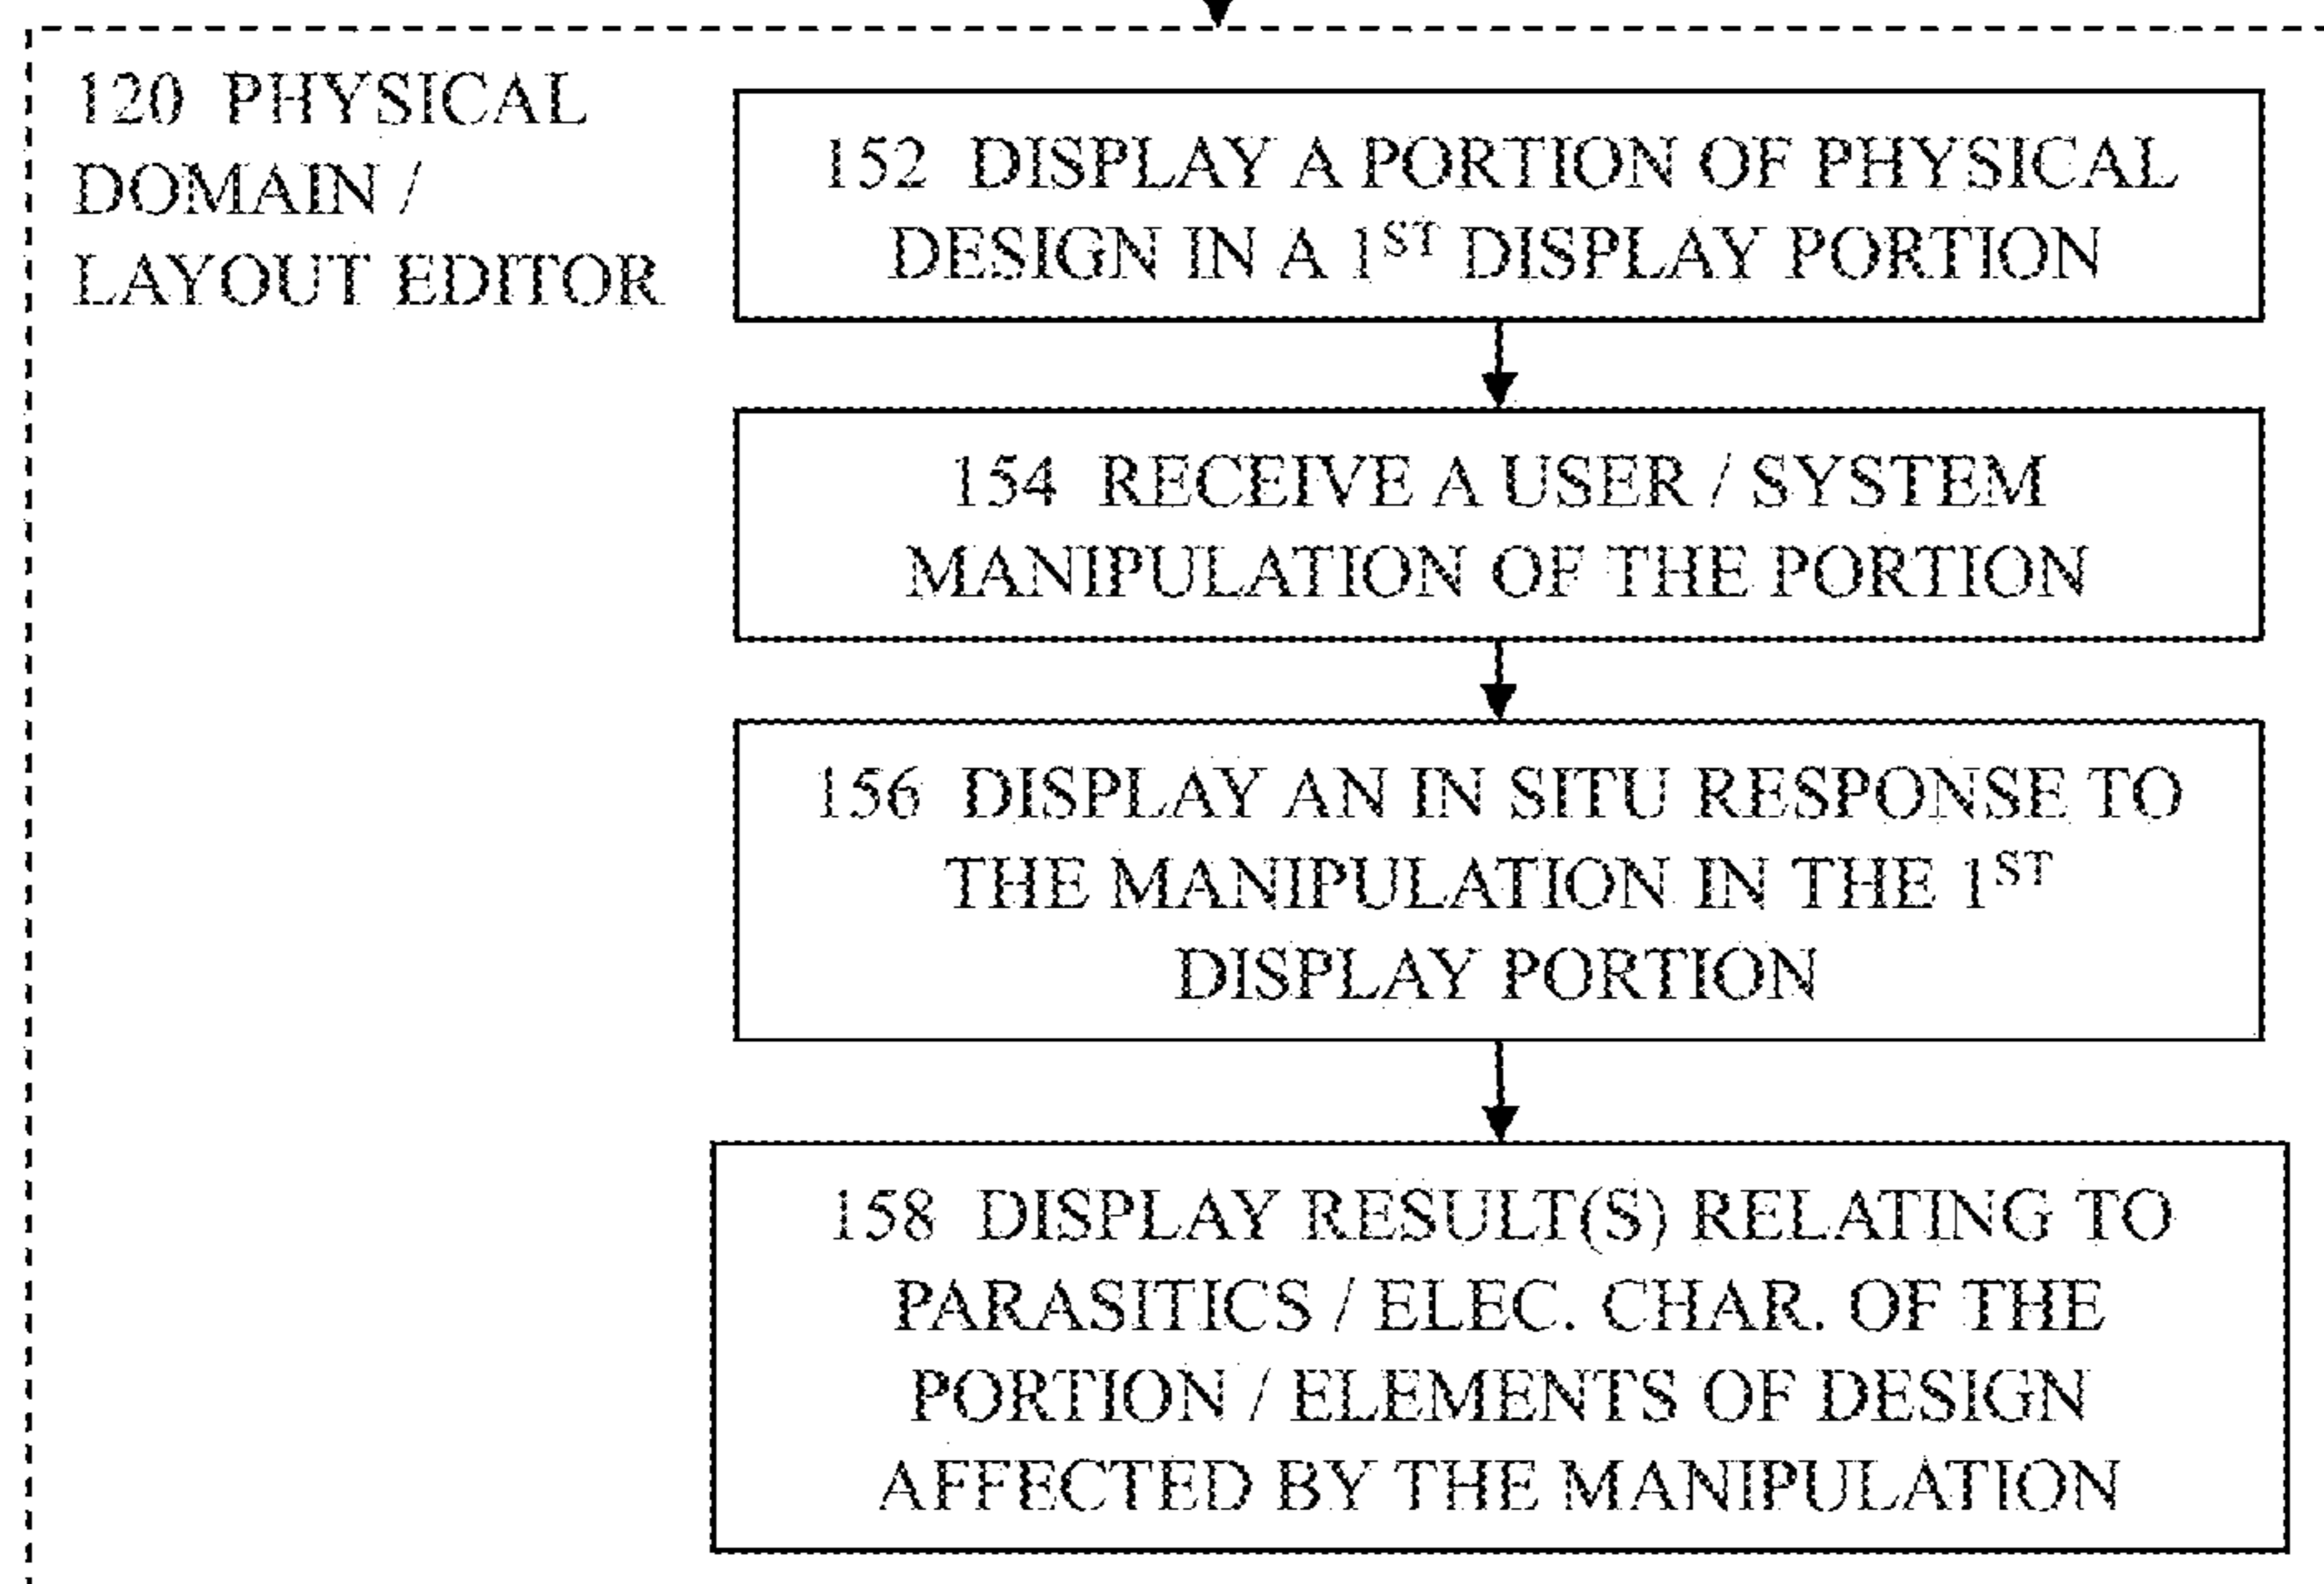 120 PHYSICAL
DOMAIN /
LAYOUT EDITOR
152 DISPLAY A PORTION OF PHYSICAL
DESIGN IN A 1ST DISPLAY PORTION
154 RECEIVE A USER / SYSTEM
MANIPULATION OF THE PORTION
156 DISPLAY AN IN SITU RESPONSE TO
THE MANIPULATION IN THE 1ST
DISPLAY PORTION
158 DISPLAY RESULT(S) RELATING TO
PARASITICS / ELEC. CHAR. OF THE
PORTION / ELEMENTS OF DESIGN
AFFECTED BY THE MANIPULATION